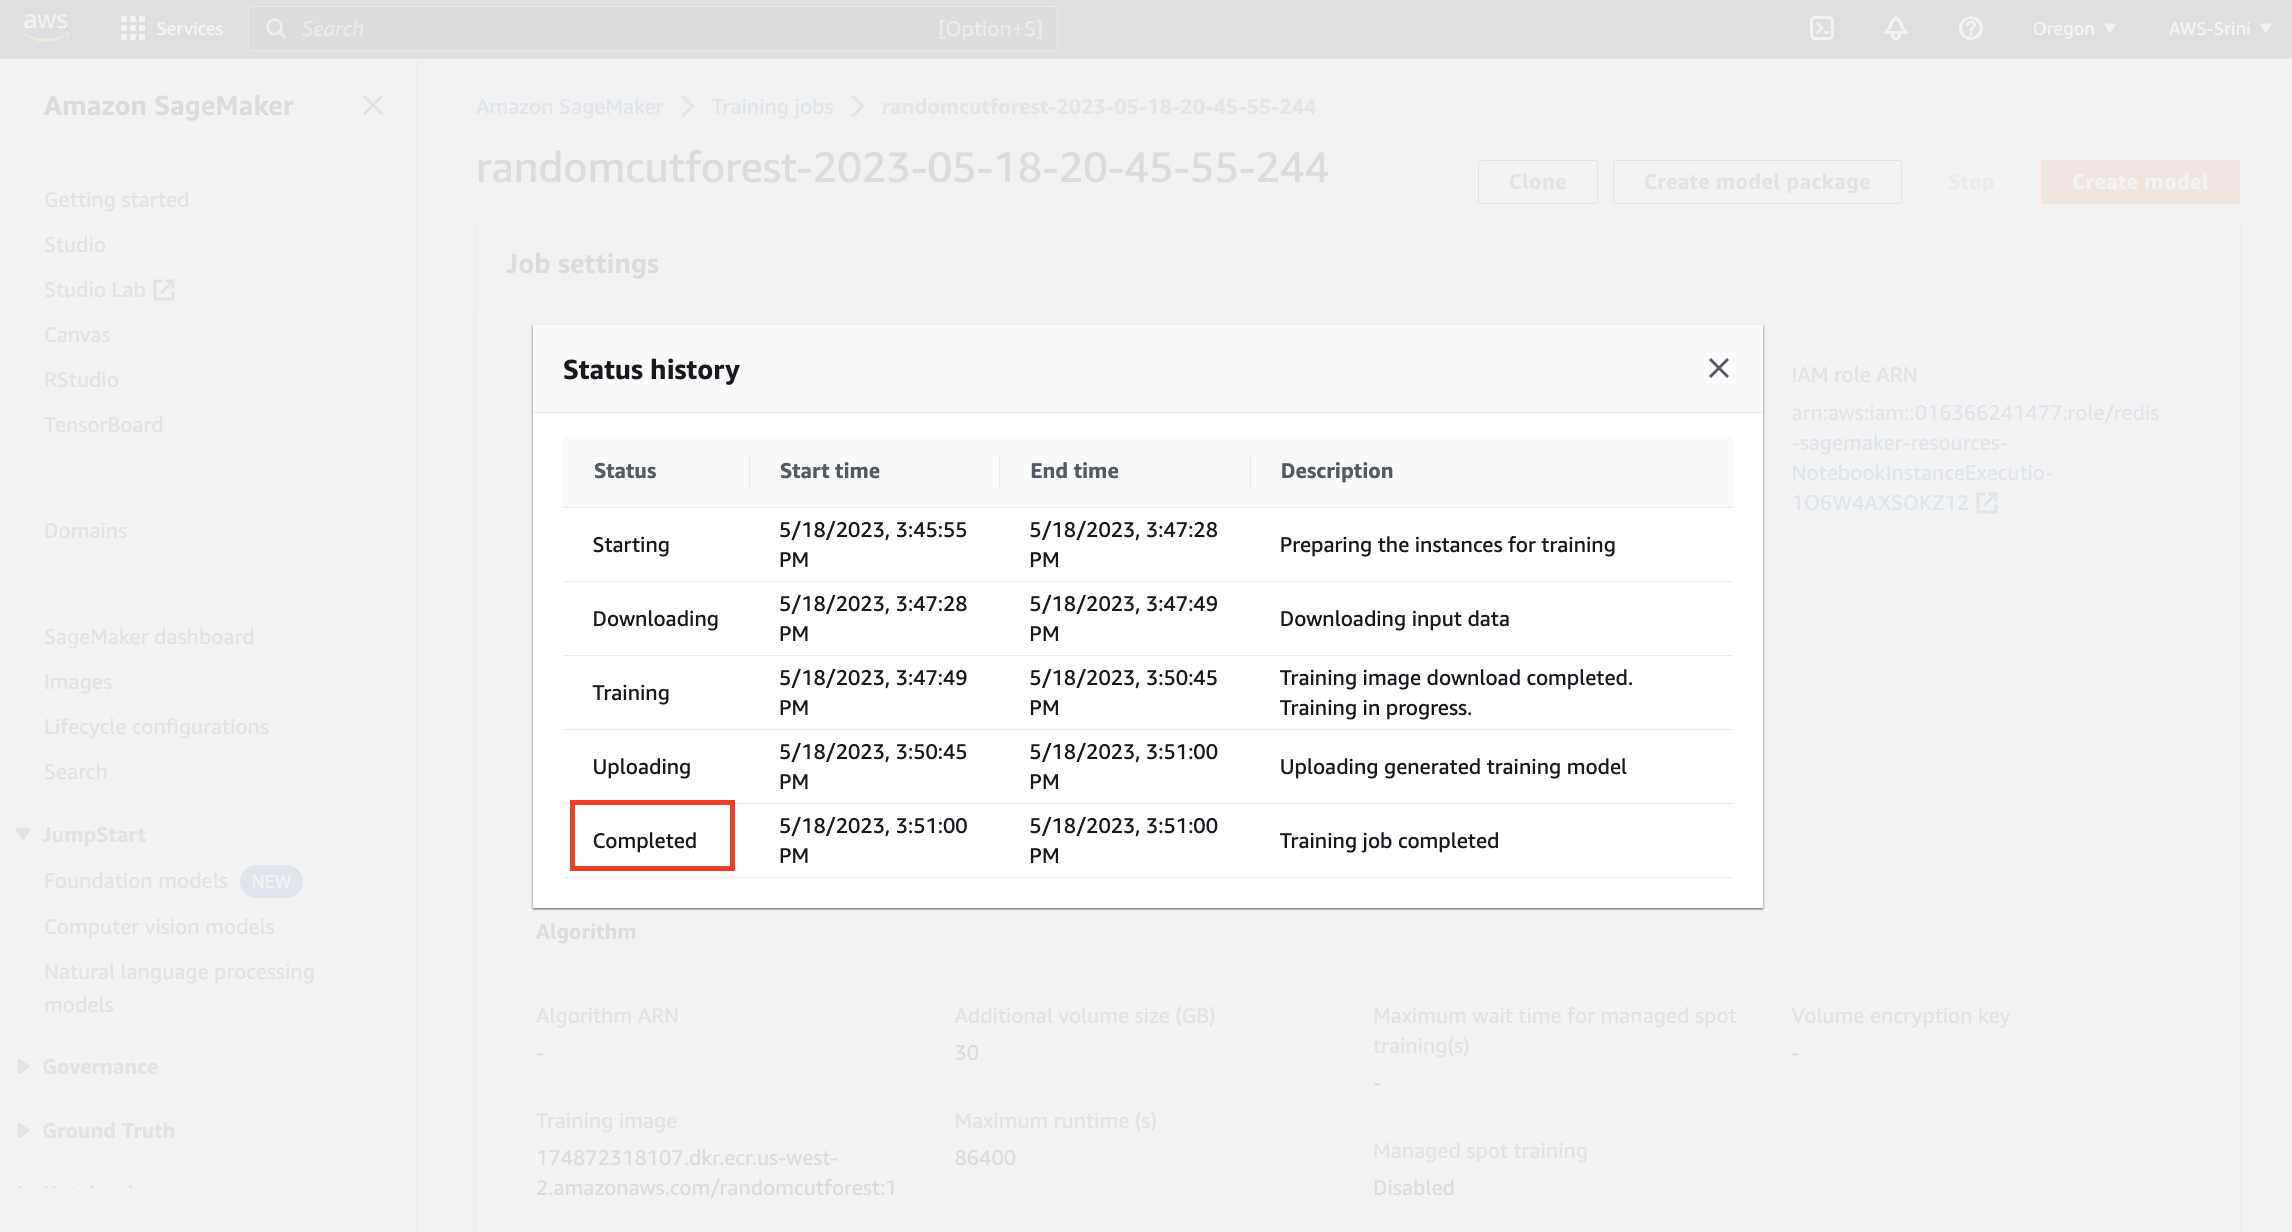 aws
Services
Search
[Option+S]
Oregon
AWS-Srini
Amazon SageMaker
Getting started
Studio
Studio Lab
Canvas
RStudio
TensorBoard
Domains
SageMaker dashboard
Images
Lifecycle configurations
Search
JumpStart
Foundation models NEW
Computer vision models
Natural language processing
models
Governance
Ground Truth
Amazon SageMaker > Training jobs > randomcutforest-2023-05-18-20-45-55-244
randomcutforest-2023-05-18-20-45-55-244
Clone
Create model package
Stop
Create model
Job settings
IAM role ARN
arn:aws:iam::016366241477:role/redis
-sagemaker-resources-
NotebookInstanceExecutio-
1O6W4AXSOKZ12
Status history
Status Start time End time Description
Starting
5/18/2023, 3:45:55
PM
5/18/2023, 3:47:28
PM
Preparing the instances for training
Downloading
5/18/2023, 3:47:28
PM
5/18/2023, 3:47:49
PM
Downloading input data
Training
5/18/2023, 3:47:49
PM
5/18/2023, 3:50:45
PM
Training image download completed.
Training in progress.
Uploading
5/18/2023, 3:50:45
PM
5/18/2023, 3:51:00
PM
Uploading generated training model
Completed
5/18/2023, 3:51:00
PM
5/18/2023, 3:51:00
PM
Training job completed
Algorithm
Algorithm ARN
-
Additional volume size (GB)
30
Maximum wait time for managed spot
training(s)
-
Volume encryption key
-
Training image
174872318107.dkr.ecr.us-west-
2.amazonaws.com/randomcutforest:1
Maximum runtime (s)
86400
Managed spot training
Disabled